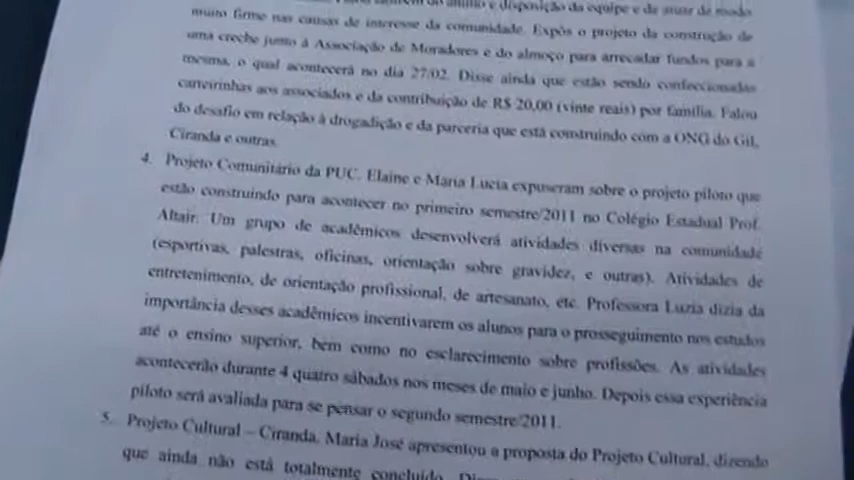 do aluno e disposição da equipe e de atuar de modo
muito firme nas causas de interesse da comunidade. Expôs o projeto da construção de
uma creche junto à Associação de Moradores e do almoço para arrecadar fundos para a
mesma, o qual acontecerá no dia 27/02. Disse ainda que estão sendo confeccionadas
carteirinhas aos associados e da contribuição de R$ 20,00 (vinte reais) por família. Falou
do desafio em relação à drogadição e da parceria que está construindo com a ONG do Gil,
Ciranda e outras.
4. Projeto Comunitário da PUC. Elaine e Maria Lucia expuseram sobre o projeto piloto que
estão construindo para acontecer no primeiro semestre/2011 no Colégio Estadual Prof.
Altair. Um grupo de acadêmicos desenvolverá atividades diversas na comunidade
(esportivas, palestras, oficinas, orientação sobre gravidez, e outras). Atividades de
entretenimento, de orientação profissional, de artesanato, etc. Professora Luzia dizia da
importância desses acadêmicos incentivarem os alunos para o prosseguimento nos estudos
até o ensino superior, bem como no esclarecimento sobre profissões. As atividades
acontecerão durante 4 quatro sábados nos meses de maio e junho. Depois essa experiência
piloto será avaliada para se pensar o segundo semestre/2011.
5. Projeto Cultural – Ciranda. Maria José apresentou a proposta do Projeto Cultural, dizendo
que ainda não está totalmente concluído.